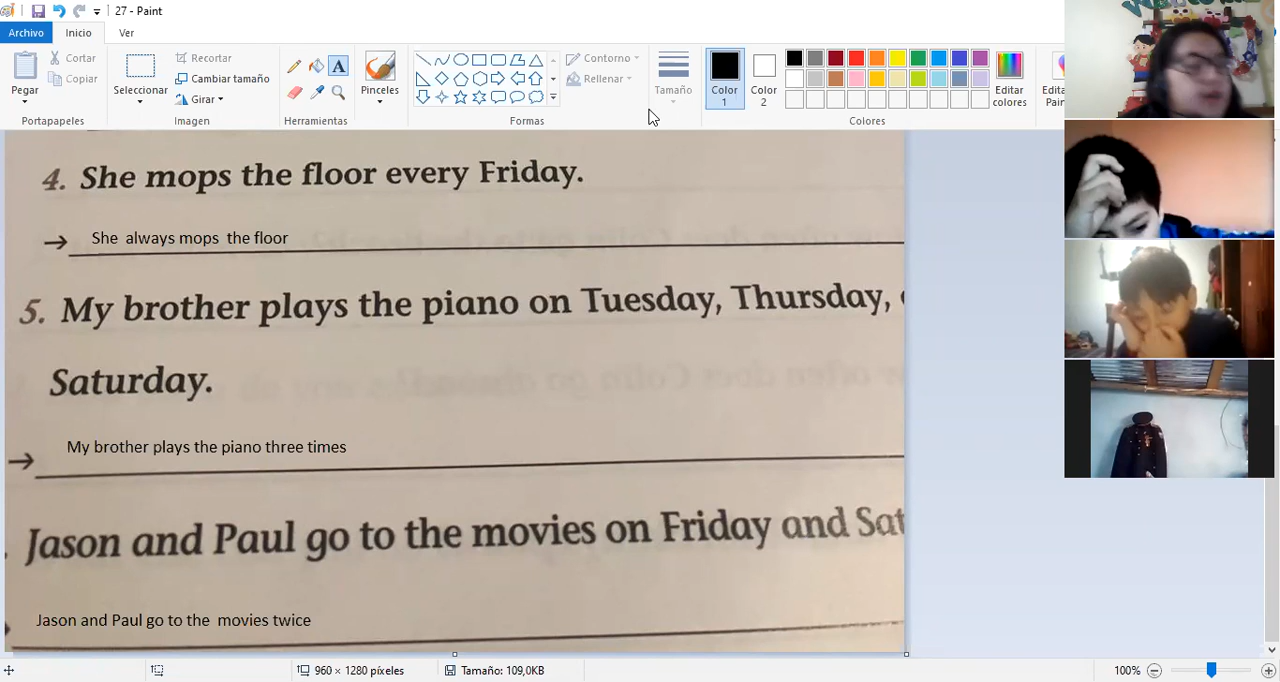 27 - Paint
Archivo Inicio Ver
Pegar
Cortar
Copiar
Portapapeles
Seleccionar
Recortar
Cambiar tamaño
Girar
Imagen
A
Herramientas
Pinceles
Contorno
Rellenar
Formas
Tamaño
Color 1
Color 2
Editar colores
Colores
4. She mops the floor every Friday.
→ She always mops the floor
5. My brother plays the piano on Tuesday, Thursday,
Saturday.
→ My brother plays the piano three times
Jason and Paul go to the movies on Friday and Sat
Jason and Paul go to the movies twice
960 × 1280 píxeles
Tamaño: 109,0KB
100%